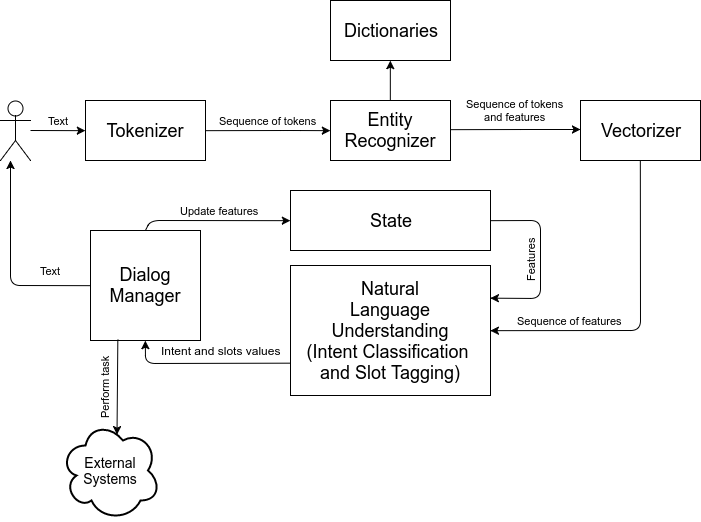 Dictionaries
Text
Tokenizer
Sequence of tokens
Entity
Recognizer
Sequence of tokens
and features
Vectorizer
Update features
State
Features
Text
Dialog
Manager
Natural
Language
Understanding
(Intent Classification
and Slot Tagging)
Sequence of features
Intent and slots values
Perform task
External
Systems